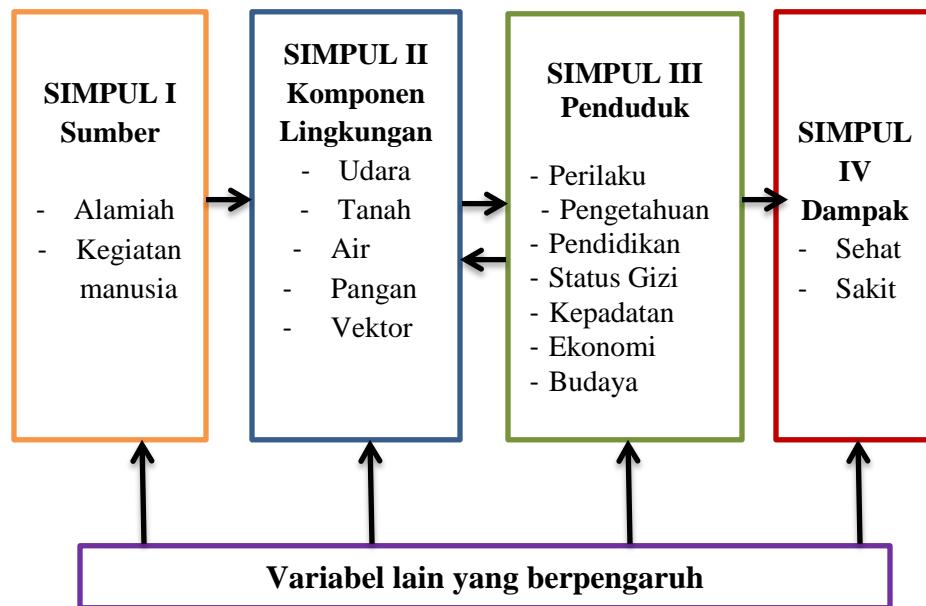 SIMPUL I
Sumber
- Alamiah
- Kegiatan
manusia
SIMPUL II
Komponen
Lingkungan
- Udara
- Tanah
- Air
- Pangan
- Vektor
SIMPUL III
Penduduk
- Perilaku
- Pengetahuan
- Pendidikan
- Status Gizi
- Kepadatan
- Ekonomi
- Budaya
SIMPUL
IV
Dampak
- Sehat
- Sakit
Variabel lain yang berpengaruh